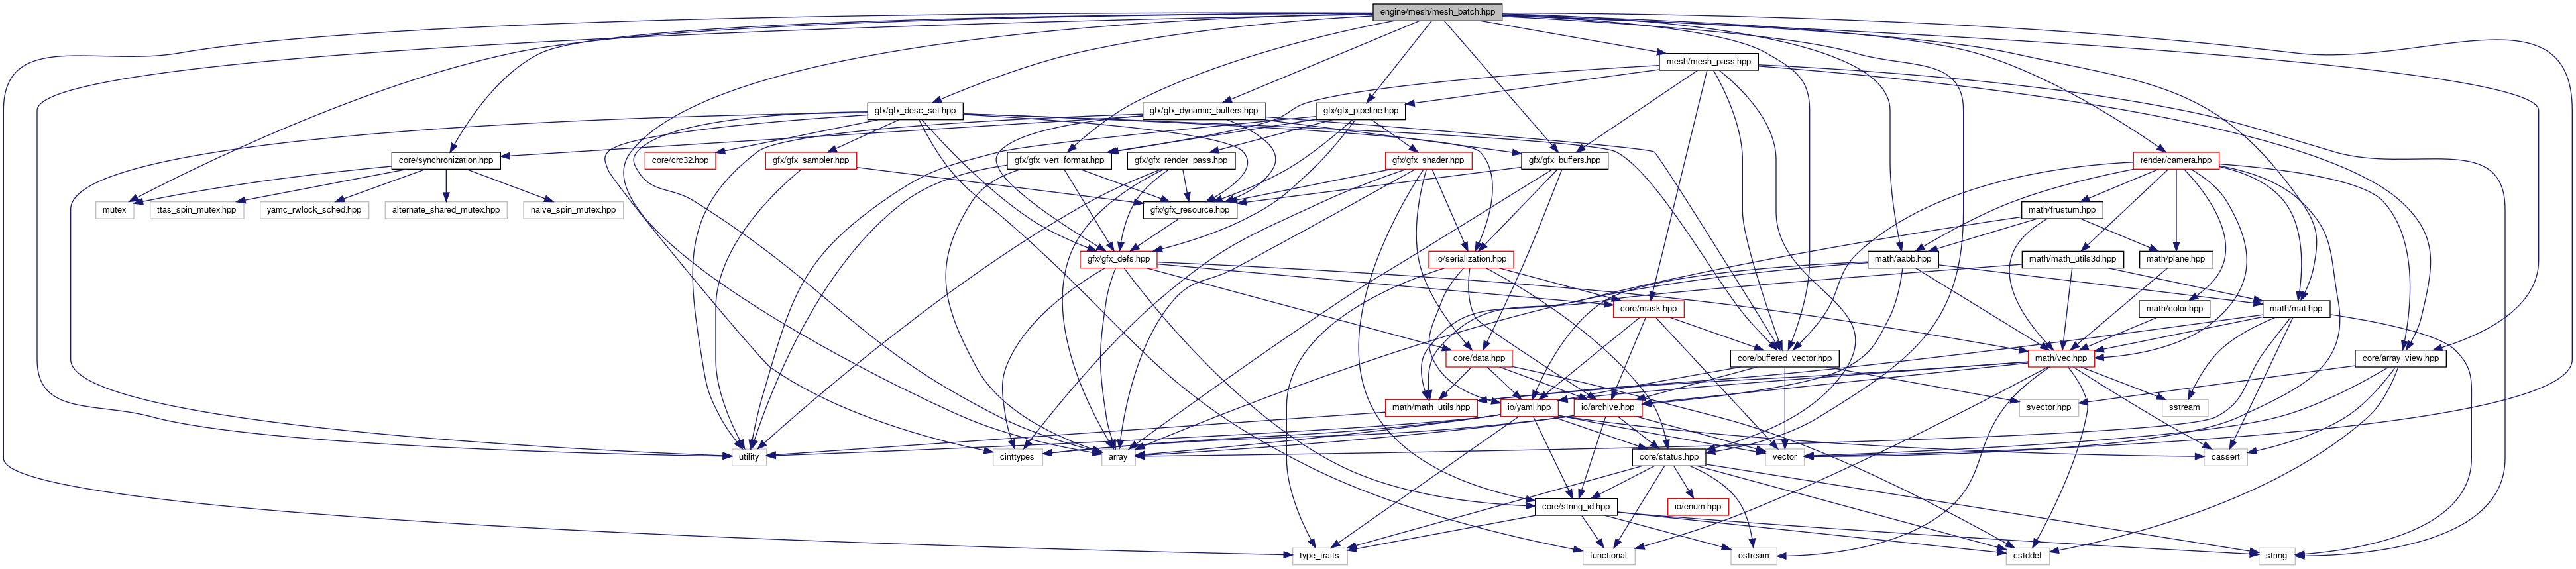 engine/mesh/mesh_batch.hpp
mesh/mesh_pass.hpp
gfx/gfx_desc_set.hpp
gfx/gfx_dynamic_buffers.hpp
gfx/gfx_pipeline.hpp
core/synchronization.hpp
core/crc32.hpp
gfx/gfx_sampler.hpp
gfx/gfx_vert_format.hpp
gfx/gfx_render_pass.hpp
gfx/gfx_shader.hpp
gfx/gfx_buffers.hpp
render/camera.hpp
mutex
ttas_spin_mutex.hpp
yamc_rwlock_sched.hpp
alternate_shared_mutex.hpp
naive_spin_mutex.hpp
gfx/gfx_resource.hpp
math/frustum.hpp
gfx/gfx_defs.hpp
io/serialization.hpp
math/aabb.hpp
math/math_utils3d.hpp
math/plane.hpp
core/mask.hpp
math/color.hpp
math/mat.hpp
core/data.hpp
core/buffered_vector.hpp
math/vec.hpp
core/array_view.hpp
math/math_utils.hpp
io/yaml.hpp
io/archive.hpp
svector.hpp
sstream
utility
cinttypes
array
core/status.hpp
vector
cassert
core/string_id.hpp
io/enum.hpp
type_traits
functional
ostream
cstddef
string